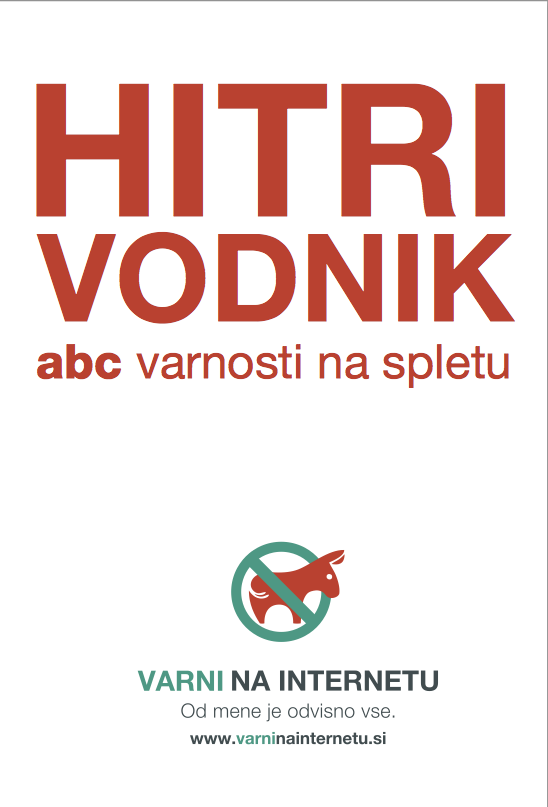 HITRI
VODNIK
abc varnosti na spletu
VARNI NA INTERNETU
Od mene je odvisno vse.
www.varninainternetu.si